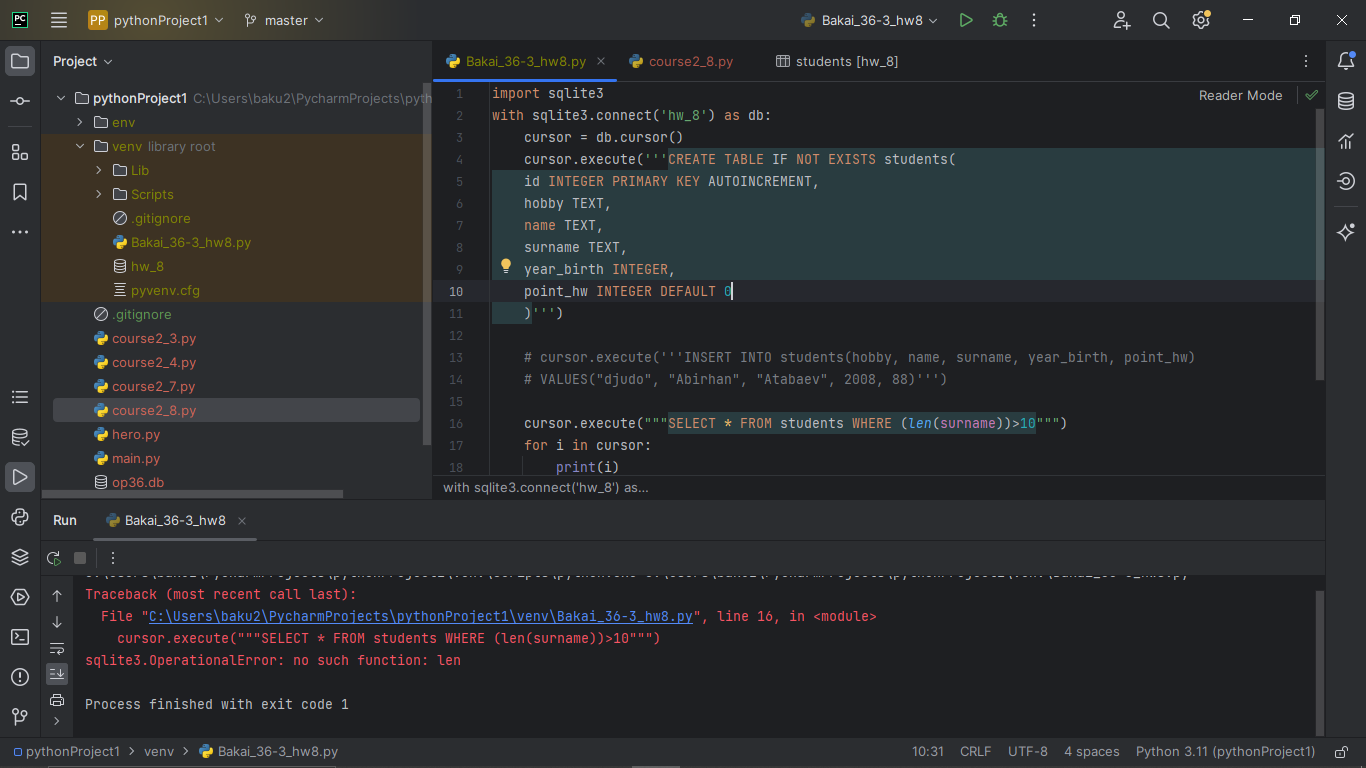 PC
PP pythonProject1
master
Bakai_36-3_hw8
Project
Bakai_36-3_hw8.py
course2_8.py
students [hw_8]
pythonProject1 C:\Users\baku2\PycharmProjects\pyth
env
venv library root
Lib
Scripts
.gitignore
Bakai_36-3_hw8.py
hw_8
pyvenv.cfg
.gitignore
course2_3.py
course2_4.py
course2_7.py
course2_8.py
hero.py
main.py
op36.db
Reader Mode
1 import sqlite3
2 with sqlite3.connect('hw_8') as db:
3 cursor = db.cursor()
4 cursor.execute('''CREATE TABLE IF NOT EXISTS students(
5 id INTEGER PRIMARY KEY AUTOINCREMENT,
6 hobby TEXT,
7 name TEXT,
8 surname TEXT,
9 year_birth INTEGER,
10 point_hw INTEGER DEFAULT 0
11 )''')
12
13 # cursor.execute('''INSERT INTO students(hobby, name, surname, year_birth, point_hw)
14 # VALUES("djudo", "Abirhan", "Atabaev", 2008, 88)''')
15
16 cursor.execute("""SELECT * FROM students WHERE (len(surname))>10""")
17 for i in cursor:
18 print(i)
with sqlite3.connect('hw_8') as…
Run
Bakai_36-3_hw8
Traceback (most recent call last):
File "C:\Users\baku2\PycharmProjects\pythonProject1\venv\Bakai_36-3_hw8.py", line 16, in <module>
cursor.execute("""SELECT * FROM students WHERE (len(surname))>10""")
sqlite3.OperationalError: no such function: len
Process finished with exit code 1
pythonProject1 > venv > Bakai_36-3_hw8.py
10:31 CRLF UTF-8 4 spaces Python 3.11 (pythonProject1)